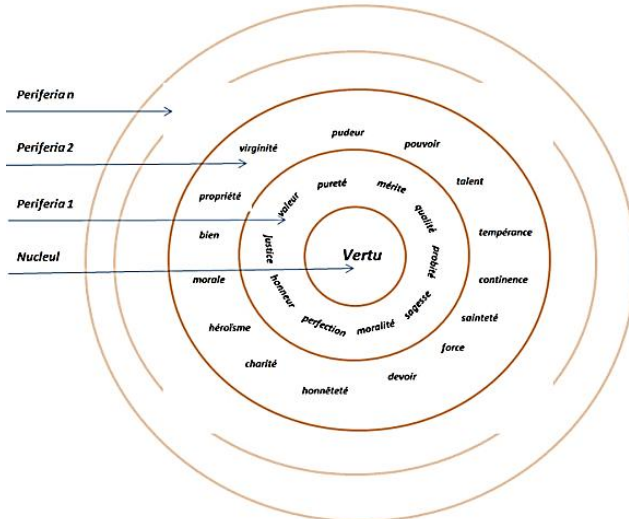 Periferia n
Periferia 2
Periferia 1
Nucleul
Vertu
pureté
mérite
qualité
probité
sagesse
moralité
perfection
honneur
Justice
valeur
pudeur
pouvoir
talent
tempérance
continence
sainteté
force
devoir
honnêteté
charité
héroïsme
morale
bien
propriété
virginité